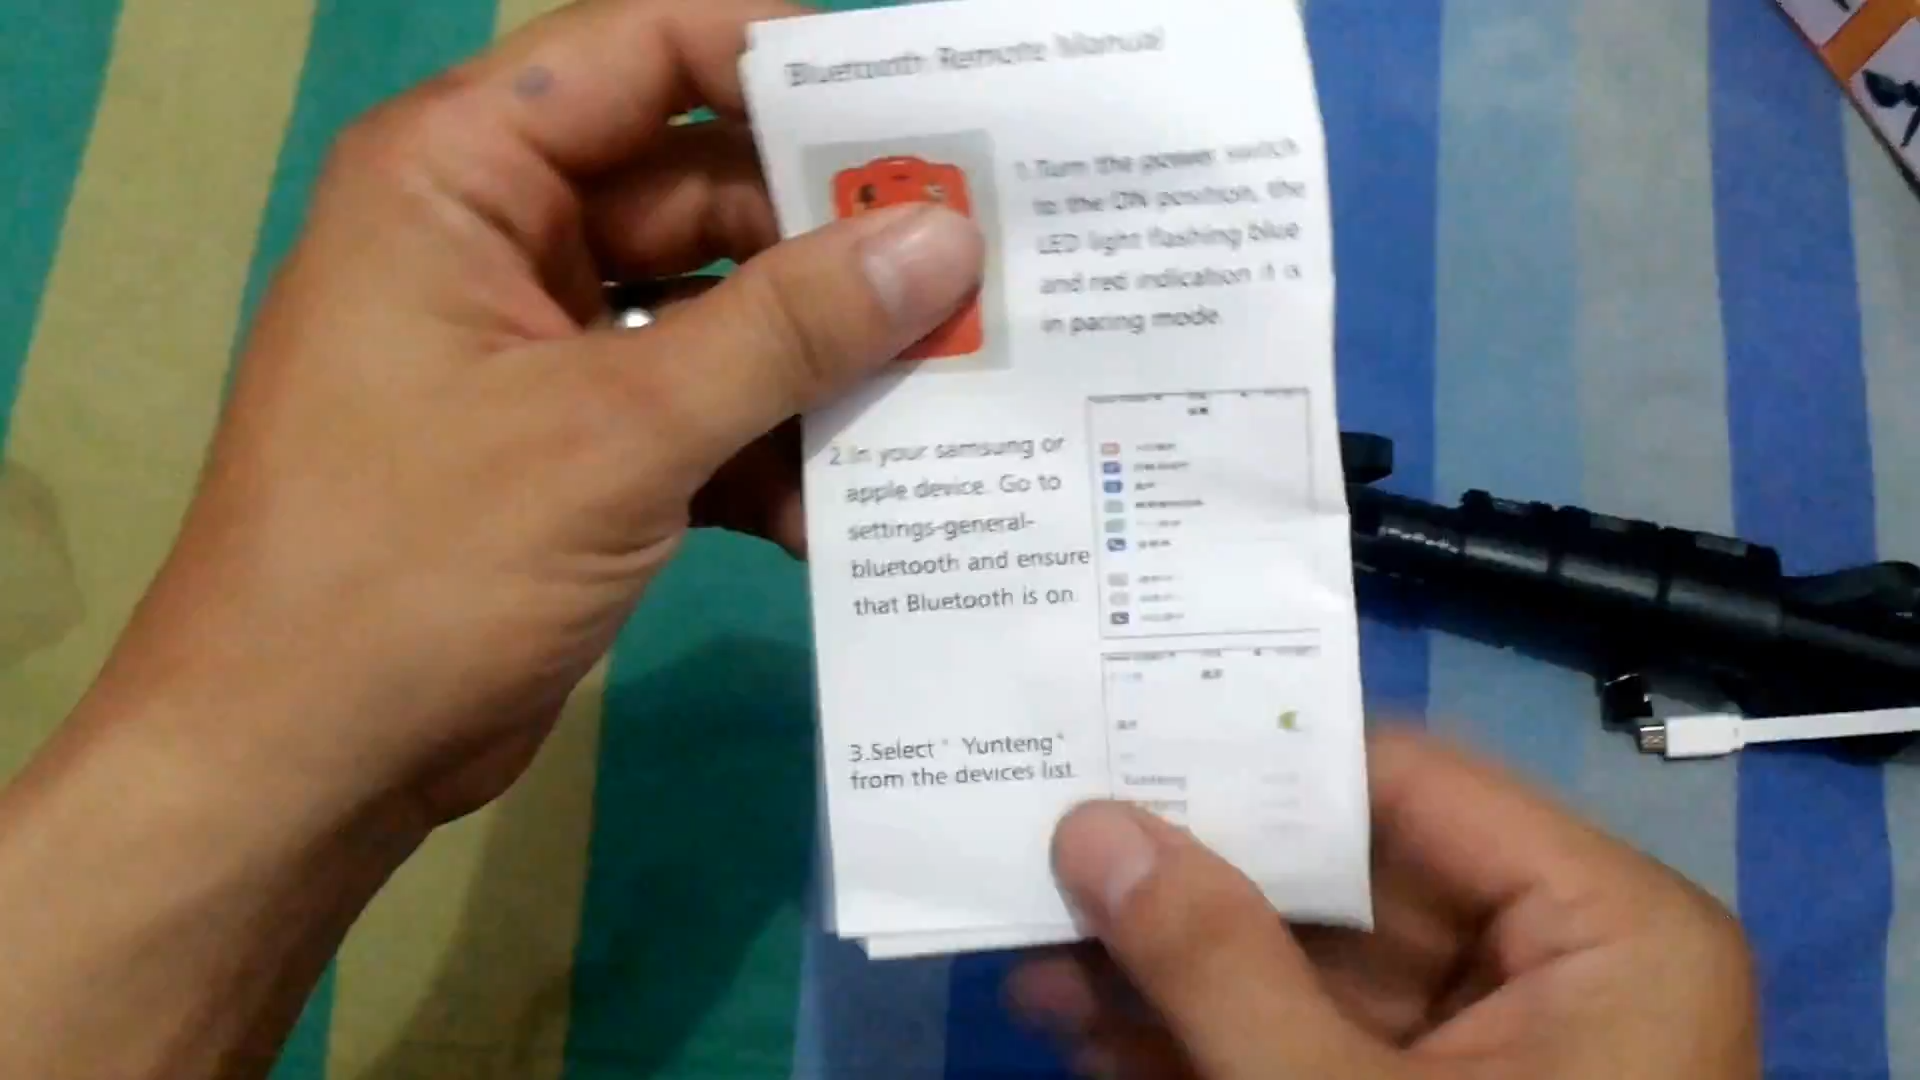 Bluetooth Remote Manual
1.Turn the power switch
to the ON position, the
LED light flashing blue
and red indication it is
in paring mode.
2.In your samsung or
apple device. Go to
settings-general-
bluetooth and ensure
that Bluetooth is on.
3.Select " Yunteng"
from the devices list.
Yunteng